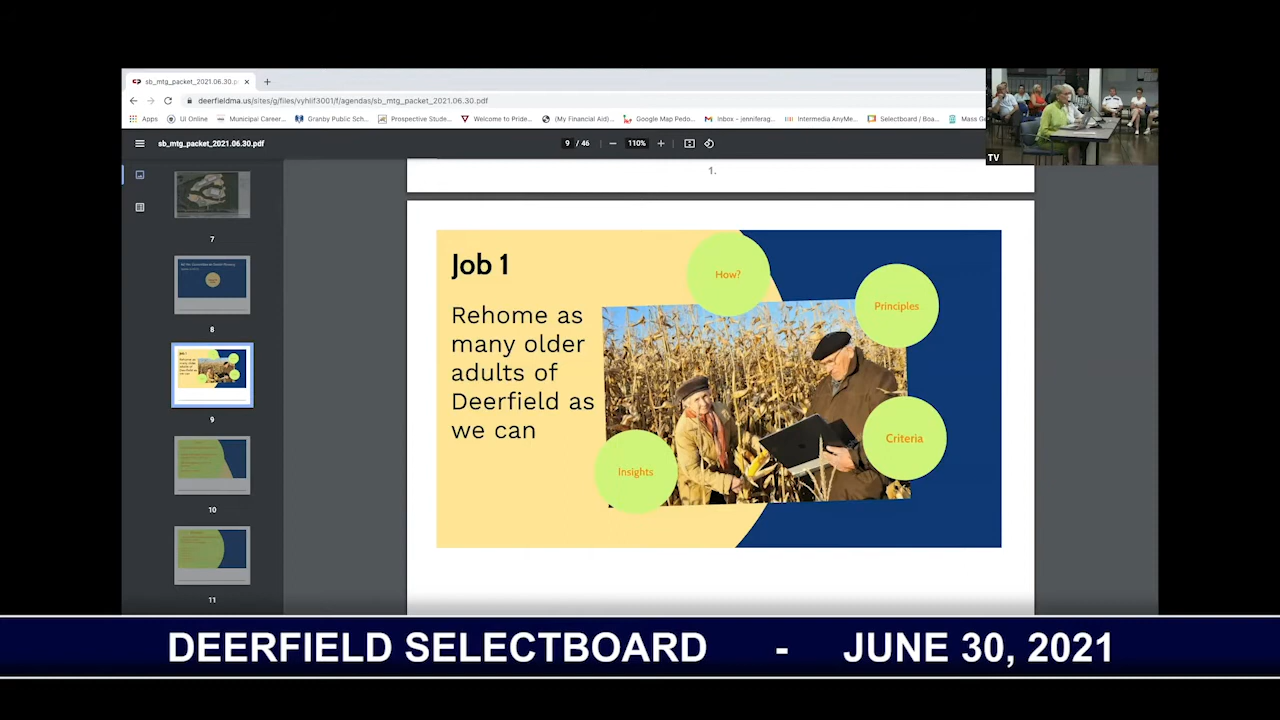 sb_mtg_packet_2021.06.30.p
deerfieldma.us/sites/g/files/vyhlif3001/f/agendas/sb_mtg_packet_2021.06.30.pdf
Apps
UI Online
Municipal Career...
Granby Public Sch...
Prospective Stude...
Welcome to Pride...
(My Financial Aid)...
Google Map Pedo...
Inbox - jenniferag...
Intermedia AnyMe...
Selectboard / Boa...
Mass G
sb_mtg_packet_2021.06.30.pdf
9 / 46
110%
TV
1.
7
8
9
10
11
Job 1
Rehome as
many older
adults of
Deerfield as
we can
How?
Principles
Criteria
Insights
DEERFIELD SELECTBOARD - JUNE 30, 2021